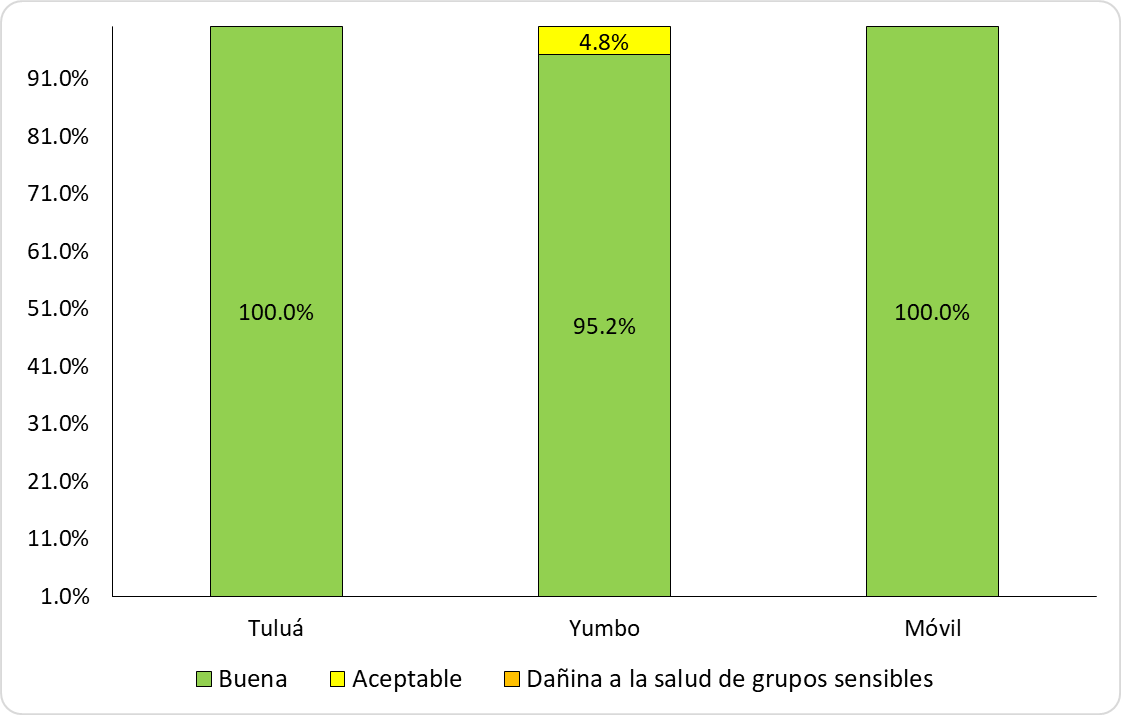 4.8%
91.0%
81.0%
71.0%
61.0%
51.0%
41.0%
31.0%
21.0%
11.0%
1.0%
100.0%
95.2%
100.0%
Tuluá
Yumbo
Móvil
Buena
Aceptable
Dañina a la salud de grupos sensibles